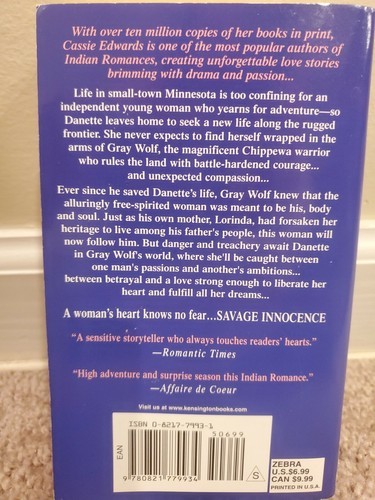 With over ten million copies of her books in print,
Cassie Edwards is one of the most popular authors of
Indian Romances, creating unforgettable love stories
brimming with drama and passion...
Life in small-town Minnesota is too confining for an
independent young woman who yearns for adventure—so
Danette leaves home to seek a new life along the rugged
frontier. She never expects to find herself wrapped in the
arms of Gray Wolf, the magnificent Chippewa warrior
who rules the land with battle-hardened courage...
and unexpected compassion...
Ever since he saved Danette's life, Gray Wolf knew that the
alluringly free-spirited woman was meant to be his, body
and soul. Just as his own mother, Lorinda, had forsaken her
heritage to live among his father's people, this woman will
now follow him. But danger and treachery await Danette
in Gray Wolf's world, where she'll be caught between
one man's passions and another's ambitions...
between betrayal and a love strong enough to liberate her
heart and fulfill all her dreams...
A woman's heart knows no fear...SAVAGE INNOCENCE
"A sensitive storyteller who always touches readers' hearts."
—Romantic Times
"High adventure and surprise season this Indian Romance."
—Affaire de Coeur
Visit us at www.kensingtonbooks.com
ISBN 0-8217-7993-1
50699
EAN
9 780821 779934
S
ZEBRA
U.S.$6.99
CAN $9.99
PRINTED IN U.S.A.